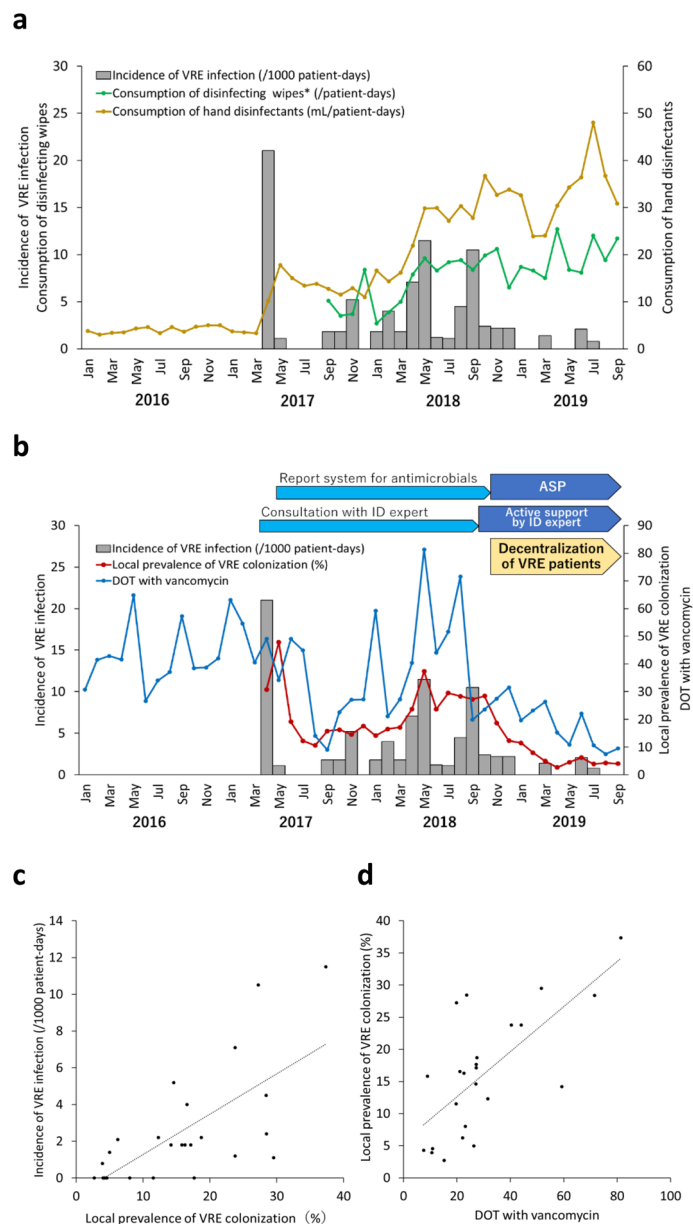 a
Incidence of VRE infection (/1000 patient-days)
Consumption of disinfecting wipes* (/patient-days)
Consumption of hand disinfectants (mL/patient-days)
Incidence of VRE infection
Consumption of disinfecting wipes
30
25
20
15
10
5
0
60
50
40
30
20
10
0
Consumption of hand disinfectants
Jan Mar May Jul Sep Nov Jan Mar May Jul Sep Nov Jan Mar May Jul Sep Nov Jan Mar May Jul Sep
2016 2017 2018 2019
b
Report system for antimicrobials
ASP
Consultation with ID expert
Active support
by ID expert
Decentralization
of VRE patients
Incidence of VRE infection (/1000 patient-days)
Local prevalence of VRE colonization (%)
DOT with vancomycin
Incidence of VRE infection
30
25
20
15
10
5
0
90
80
70
60
50
40
30
20
10
0
Local prevalence of VRE colonization
DOT with vancomycin
Jan Mar May Jul Sep Nov Jan Mar May Jul Sep Nov Jan Mar May Jul Sep Nov Jan Mar May Jul Sep
2016 2017 2018 2019
c
Incidence of VRE infection (/1000 patient-days)
14
12
10
8
6
4
2
0
0 10 20 30 40
Local prevalence of VRE colonization (%)
d
Local prevalence of VRE colonization (%)
40
35
30
25
20
15
10
5
0
0 20 40 60 80 100
DOT with vancomycin